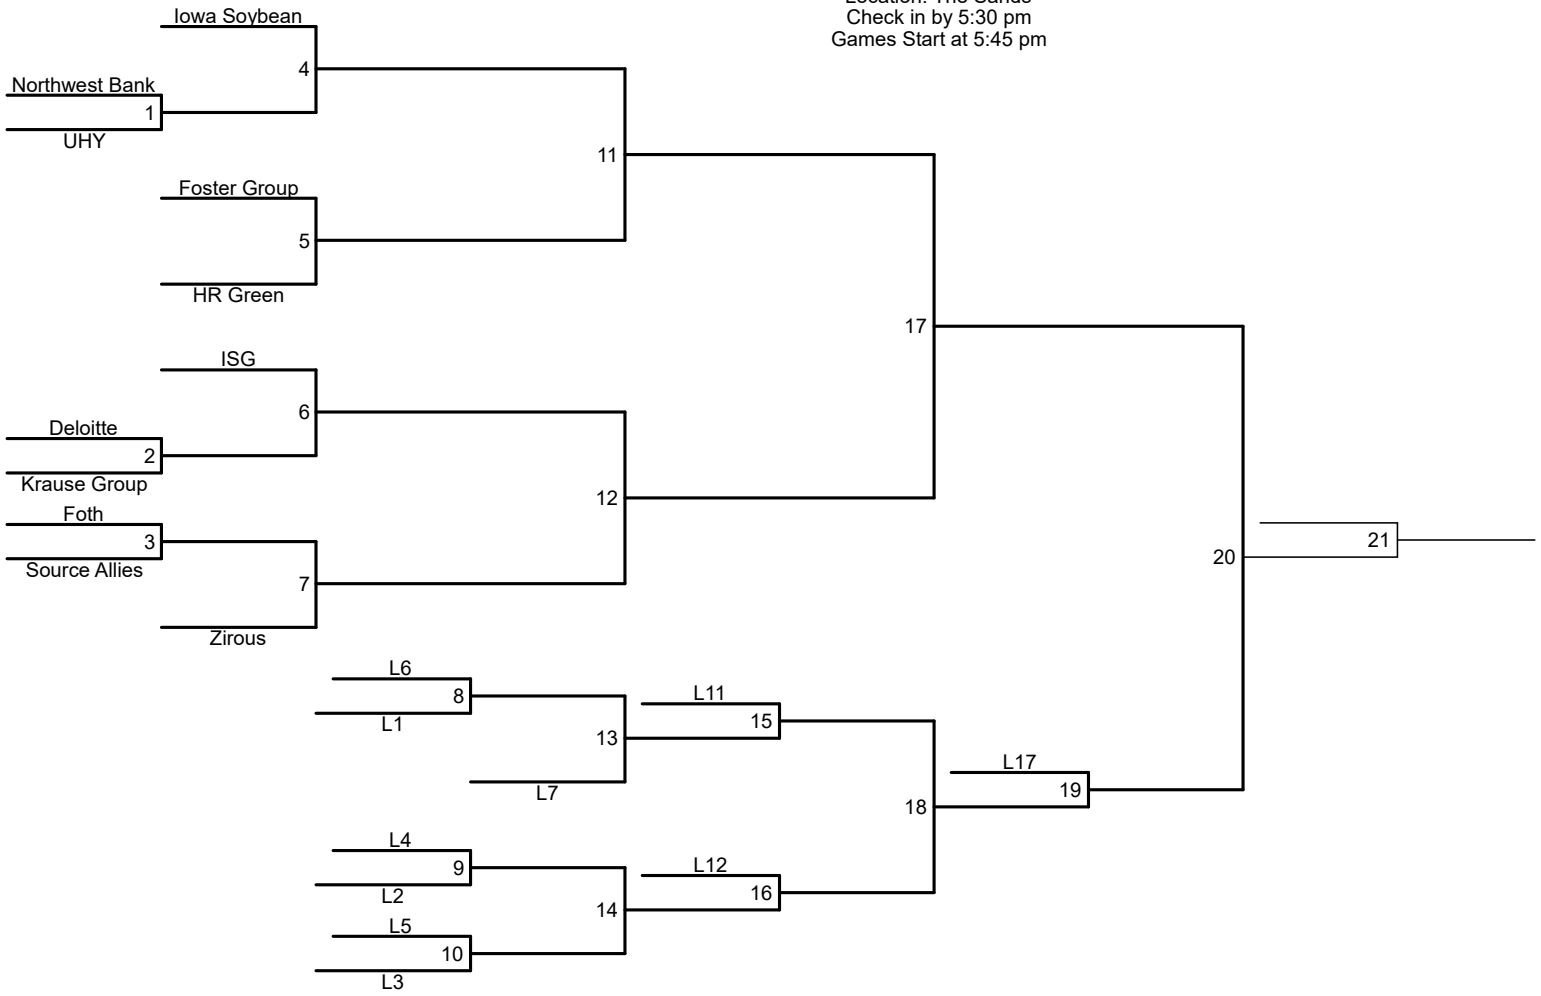 Location: The Sands
Check in by 5:30 pm
Games Start at 5:45 pm
Iowa Soybean
4
Northwest Bank
1
UHY
11
Foster Group
5
HR Green
17
ISG
6
Deloitte
2
Krause Group
12
Foth
3
Source Allies
7
Zirous
21
20
L6
8
L1
L11
15
13
L7
L17
19
18
L4
9
L2
L12
16
14
L5
10
L3